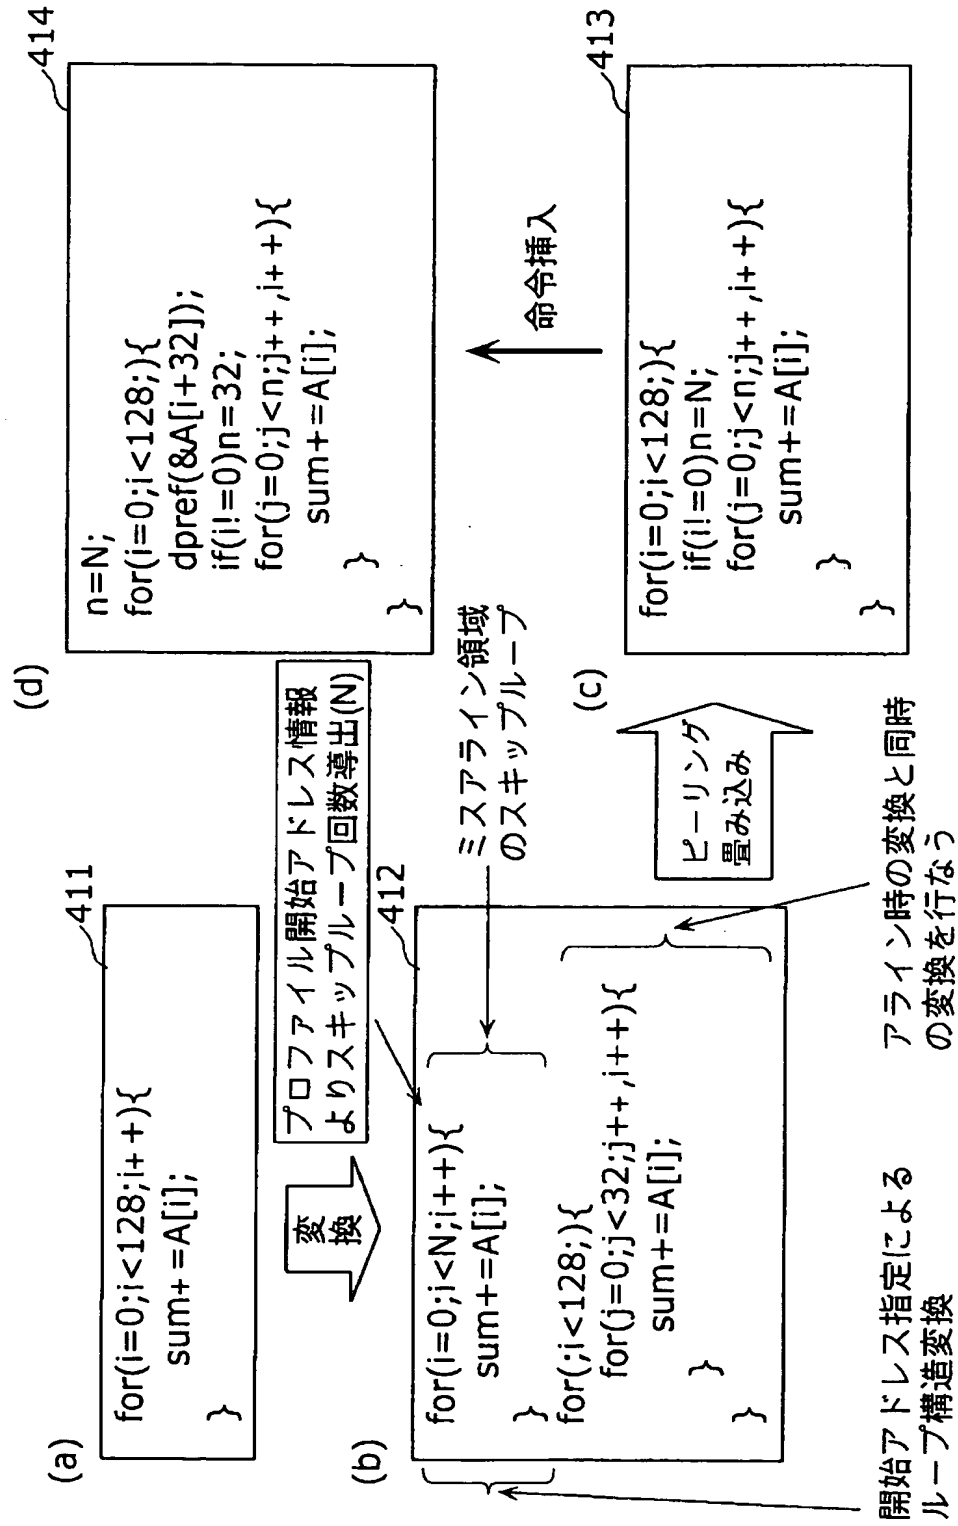 (a)
411
for(i=0;i<128;i++){
sum+=A[i];
}
変
換
プロファイル開始アドレス情報
よりスキップループ回数導出(N)
(b)
412
for(i=0;i<N;i++){
sum+=A[i];
}
for(;i<128;){
for(j=0;j<32;j++,i++){
sum+=A[i];
}
}
ミスアライン領域
のスキップループ
開始アドレス指定による
ループ構造変換
アライン時の変換と同時
の変換を行なう
ピーリング
畳み込み
(c)
413
for(i=0;i<128;){
if(i!=0)n=N;
for(j=0;j<n;j++,i++){
sum+=A[i];
}
}
命令挿入
(d)
414
n=N;
for(i=0;i<128;){
dpref(&A[i+32]);
if(i!=0)n=32;
for(j=0;j<n;j++,i++){
sum+=A[i];
}
}